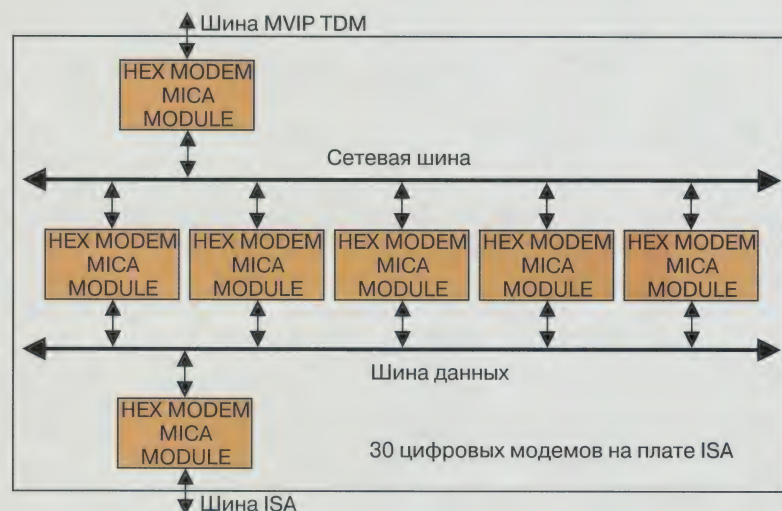 Шина MVIP TDM
HEX MODEM
MICA
MODULE
Сетевая шина
HEX MODEM
MICA
MODULE
HEX MODEM
MICA
MODULE
HEX MODEM
MICA
MODULE
HEX MODEM
MICA
MODULE
HEX MODEM
MICA
MODULE
Шина данных
HEX MODEM
MICA
MODULE
30 цифровых модемов на плате ISA
Шина ISA